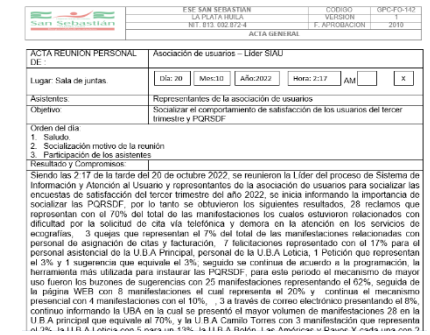 ESE SAN SEBASTIAN
LA PLATA HUILA
NIT. 813 002 872-4
CODIGO GPC-FO-142
VERSION 1
F. APROBACION 2010
San Sebastián
ACTA GENERAL
ACTA REUNION PERSONAL DE : Asociación de usuarios – Líder SIAU
Lugar: Sala de juntas. Día: 20 Mes:10 Año:2022 Hora: 2:17 AM X
Asistentes: Representantes de la asociación de usuarios
Objetivo: Socializar el comportamiento de satisfacción de los usuarios del tercer
trimestre y PQRSDF
Orden del día
1. Saludo.
2. Socialización motivo de la reunión
3. Participación de los asistentes
Resultado y Compromisos:
Siendo las 2:17 de la tarde del 20 de octubre 2022, se reunieron la Líder del proceso de Sistema de
Información y Atención al Usuario y representantes de la asociación de usuarios para socializar las
encuestas de satisfacción del tercer trimestre del año 2022, se inicia informando la importancia de
socializar las PQRSDF, por lo tanto se obtuvieron los siguientes resultados, 28 reclamos que
representan con el 70% del total de las manifestaciones los cuales estuvieron relacionados con
dificultad por la solicitud de cita vía telefónica y demora en la atención en los servicios de
ecografías, 3 quejas que representan el 7% del total de las manifestaciones relacionadas con
personal de asignación de citas y facturación, 7 felicitaciones representado con el 17% para el
personal asistencial de la U.B.A Principal, personal de la U.B.A Leticia, 1 Petición que representan
el 3% y 1 sugerencia que equivale el 3%, seguido se continue de acuerdo a la programación, la
herramienta más utilizada para instaurar las PQRSDF, para este periodo el mecanismo de mayor
uso fueron los buzones de sugerencias con 25 manifestaciones representando el 62%, seguida de
la página WEB con 8 manifestaciones el cual representa el 20% y continua el mecanismo
presencial con 4 manifestaciones con el 10%, , 3 a través de correo electrónico presentando el 8%,
continuo informando la UBA en la cual se presentó el mayor volumen de manifestaciones 28 en la
U.B.A principal que equivale al 70%, y la U.B.A Camilo Torres con 3 manifestación que representa
el 2%, la U.B.A Leticia con 5 para un 13%, la U.B.A Belén, Las Américas y Rayos X cada una con 2